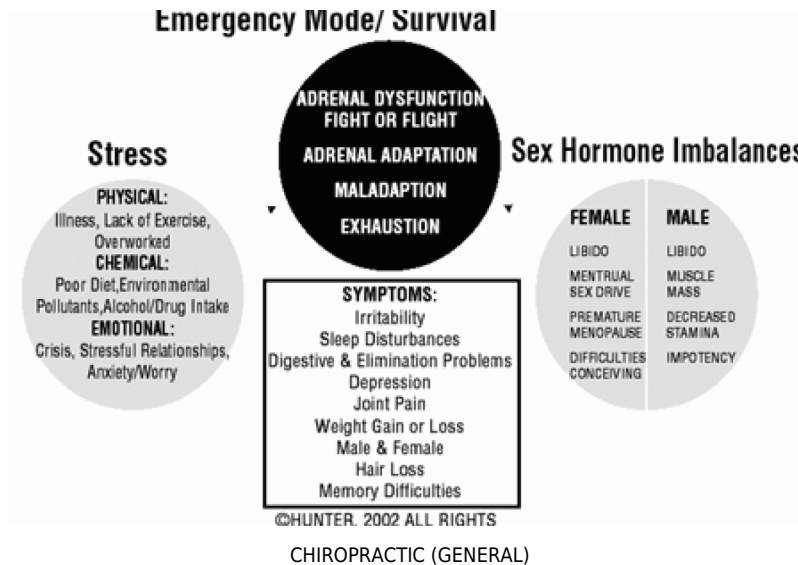 Emergency Mode/ Survival
ADRENAL DYSFUNCTION
FIGHT OR FLIGHT
ADRENAL ADAPTATION
MALADAPTION
EXHAUSTION
Stress
PHYSICAL:
Illness, Lack of Exercise,
Overworked
CHEMICAL:
Poor Diet,Environmental
Pollutants,Alcohol/Drug Intake
EMOTIONAL:
Crisis, Stressful Relationships,
Anxiety/Worry
Sex Hormone Imbalances
FEMALE
LIBIDO
MENTRUAL
SEX DRIVE
PREMATURE
MENOPAUSE
DIFFICULTIES
CONCEIVING
MALE
LIBIDO
MUSCLE
MASS
DECREASED
STAMINA
IMPOTENCY
SYMPTOMS:
Irritability
Sleep Disturbances
Digestive & Elimination Problems
Depression
Joint Pain
Weight Gain or Loss
Male & Female
Hair Loss
Memory Difficulties
©HUNTER, 2002 ALL RIGHTS
CHIROPRACTIC (GENERAL)